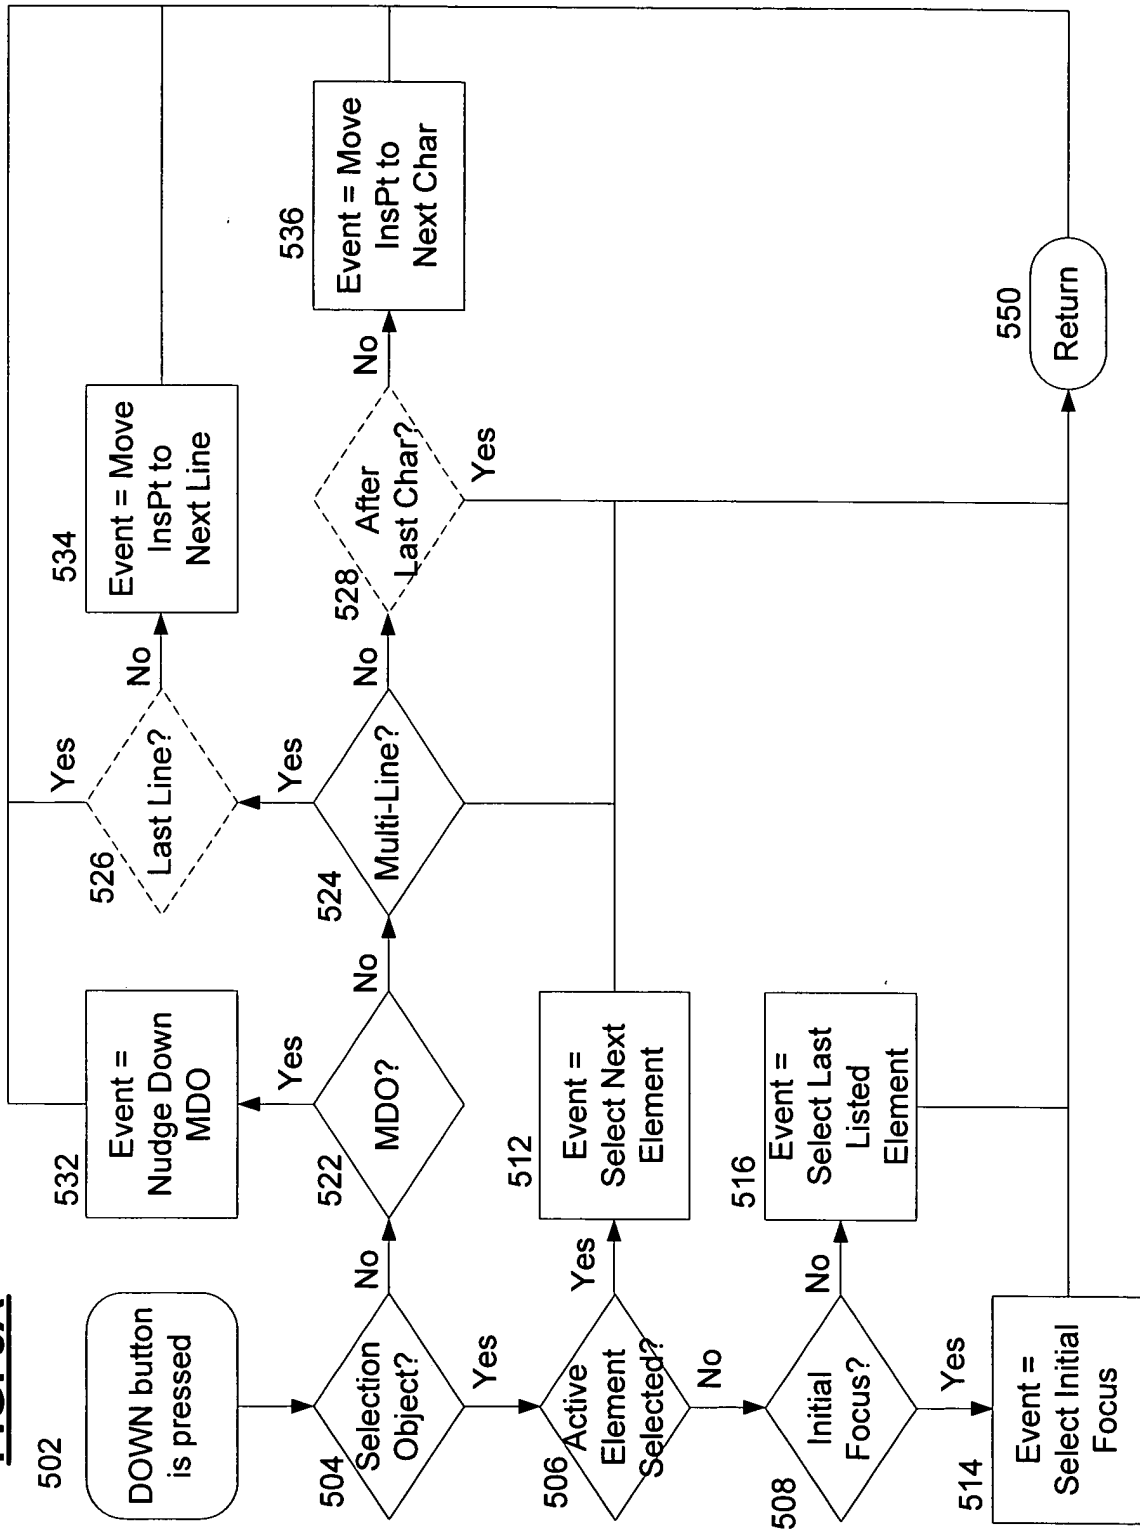 502
DOWN button
is pressed
504
Selection
Object?
No
Yes
522
MDO?
Yes
No
532
Event =
Nudge Down
MDO
524
Multi-Line?
Yes
No
526
Last Line?
Yes
No
534
Event = Move
InsPt to
Next Line
528
After
Last Char?
No
Yes
536
Event = Move
InsPt to
Next Char
506
Active
Element
Selected?
Yes
No
512
Event =
Select Next
Element
508
Initial
Focus?
No
Yes
516
Event =
Select Last
Listed
Element
514
Event =
Select Initial
Focus
550
Return